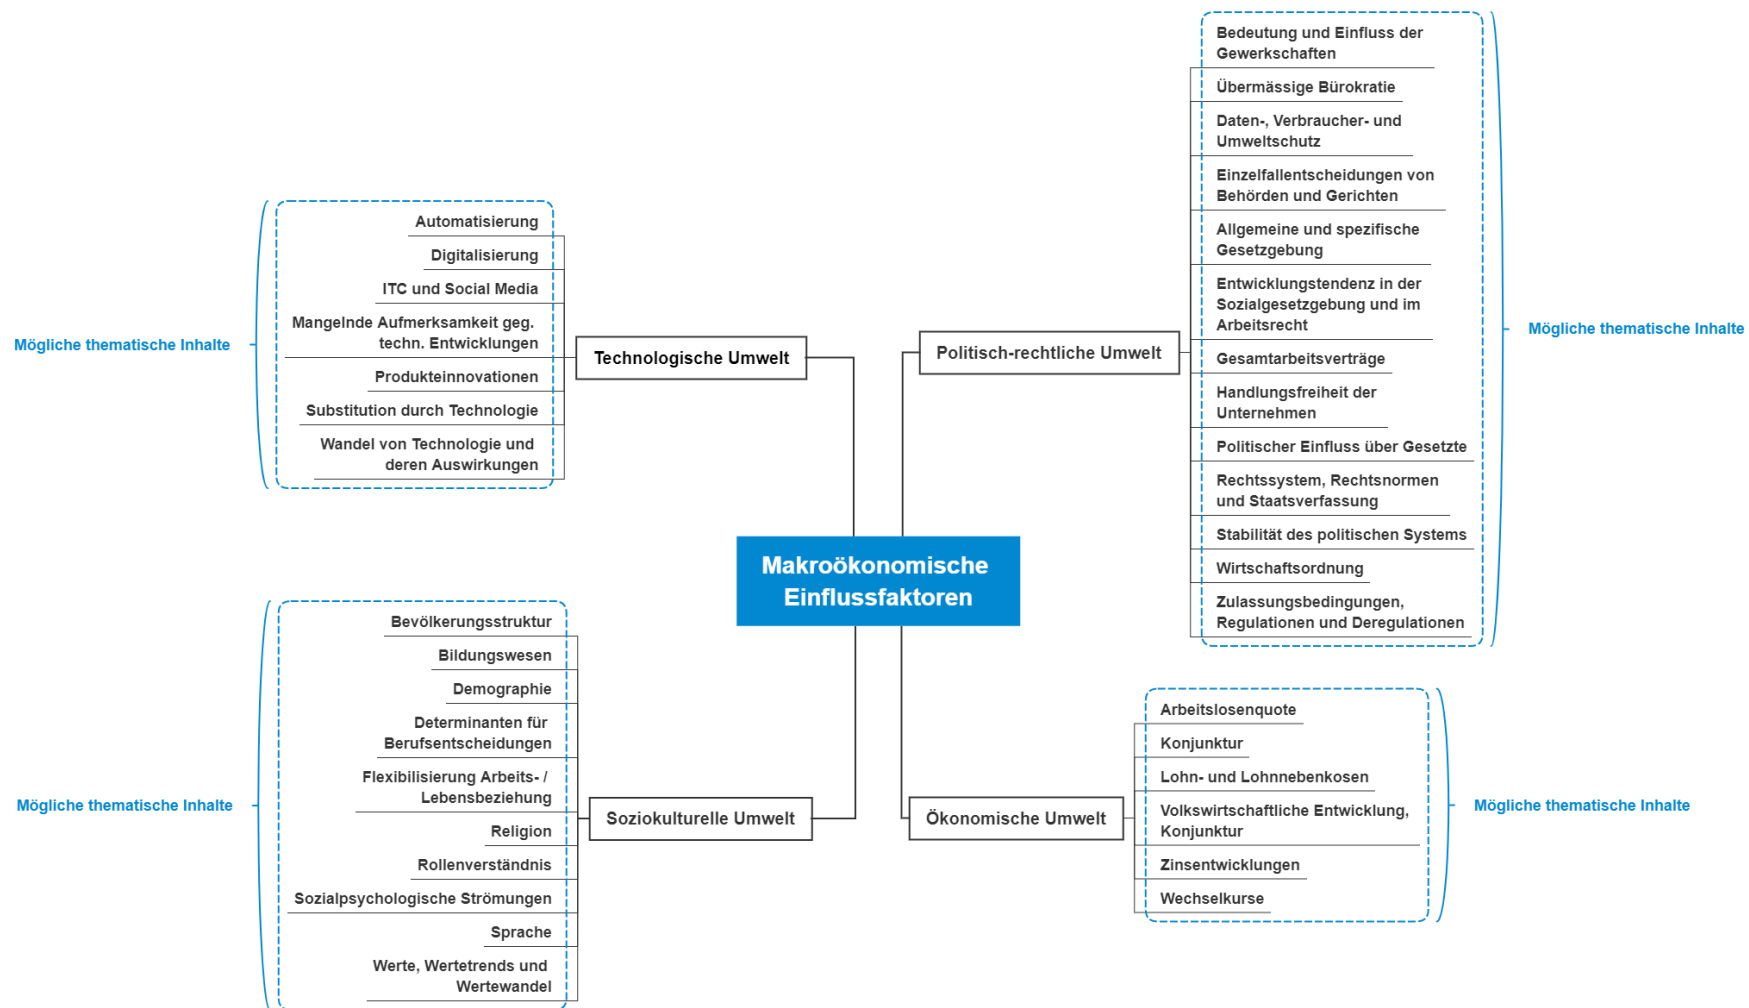 Makroökonomische
Einflussfaktoren
Technologische Umwelt
Automatisierung
Digitalisierung
ITC und Social Media
Mangelnde Aufmerksamkeit geg.
techn. Entwicklungen
Produkteinnovationen
Substitution durch Technologie
Wandel von Technologie und
deren Auswirkungen
Mögliche thematische Inhalte
Politisch-rechtliche Umwelt
Bedeutung und Einfluss der
Gewerkschaften
Übermässige Bürokratie
Daten-, Verbraucher- und
Umweltschutz
Einzelfallentscheidungen von
Behörden und Gerichten
Allgemeine und spezifische
Gesetzgebung
Entwicklungstendenz in der
Sozialgesetzgebung und im
Arbeitsrecht
Gesamtarbeitsverträge
Handlungsfreiheit der
Unternehmen
Politischer Einfluss über Gesetzte
Rechtssystem, Rechtsnormen
und Staatsverfassung
Stabilität des politischen Systems
Wirtschaftsordnung
Zulassungsbedingungen,
Regulationen und Deregulationen
Mögliche thematische Inhalte
Soziokulturelle Umwelt
Bevölkerungsstruktur
Bildungswesen
Demographie
Determinanten für
Berufsentscheidungen
Flexibilisierung Arbeits- /
Lebensbeziehung
Religion
Rollenverständnis
Sozialpsychologische Strömungen
Sprache
Werte, Wertetrends und
Wertewandel
Mögliche thematische Inhalte
Ökonomische Umwelt
Arbeitslosenquote
Konjunktur
Lohn- und Lohnnebenkosen
Volkswirtschaftliche Entwicklung,
Konjunktur
Zinsentwicklungen
Wechselkurse
Mögliche thematische Inhalte